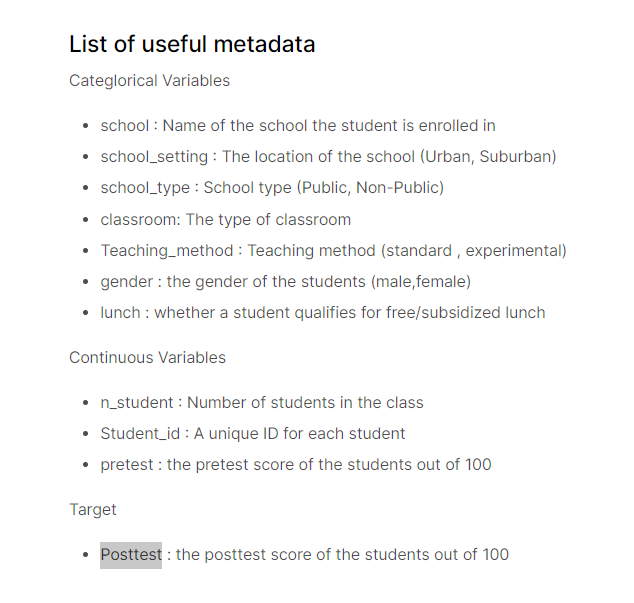 List of useful metadata
Categlorical Variables
• school : Name of the school the student is enrolled in
• school_setting : The location of the school (Urban, Suburban)
• school_type : School type (Public, Non-Public)
• classroom: The type of classroom
• Teaching_method : Teaching method (standard , experimental)
• gender : the gender of the students (male,female)
• lunch : whether a student qualifies for free/subsidized lunch
Continuous Variables
• n_student : Number of students in the class
• Student_id : A unique ID for each student
• pretest : the pretest score of the students out of 100
Target
• Posttest : the posttest score of the students out of 100